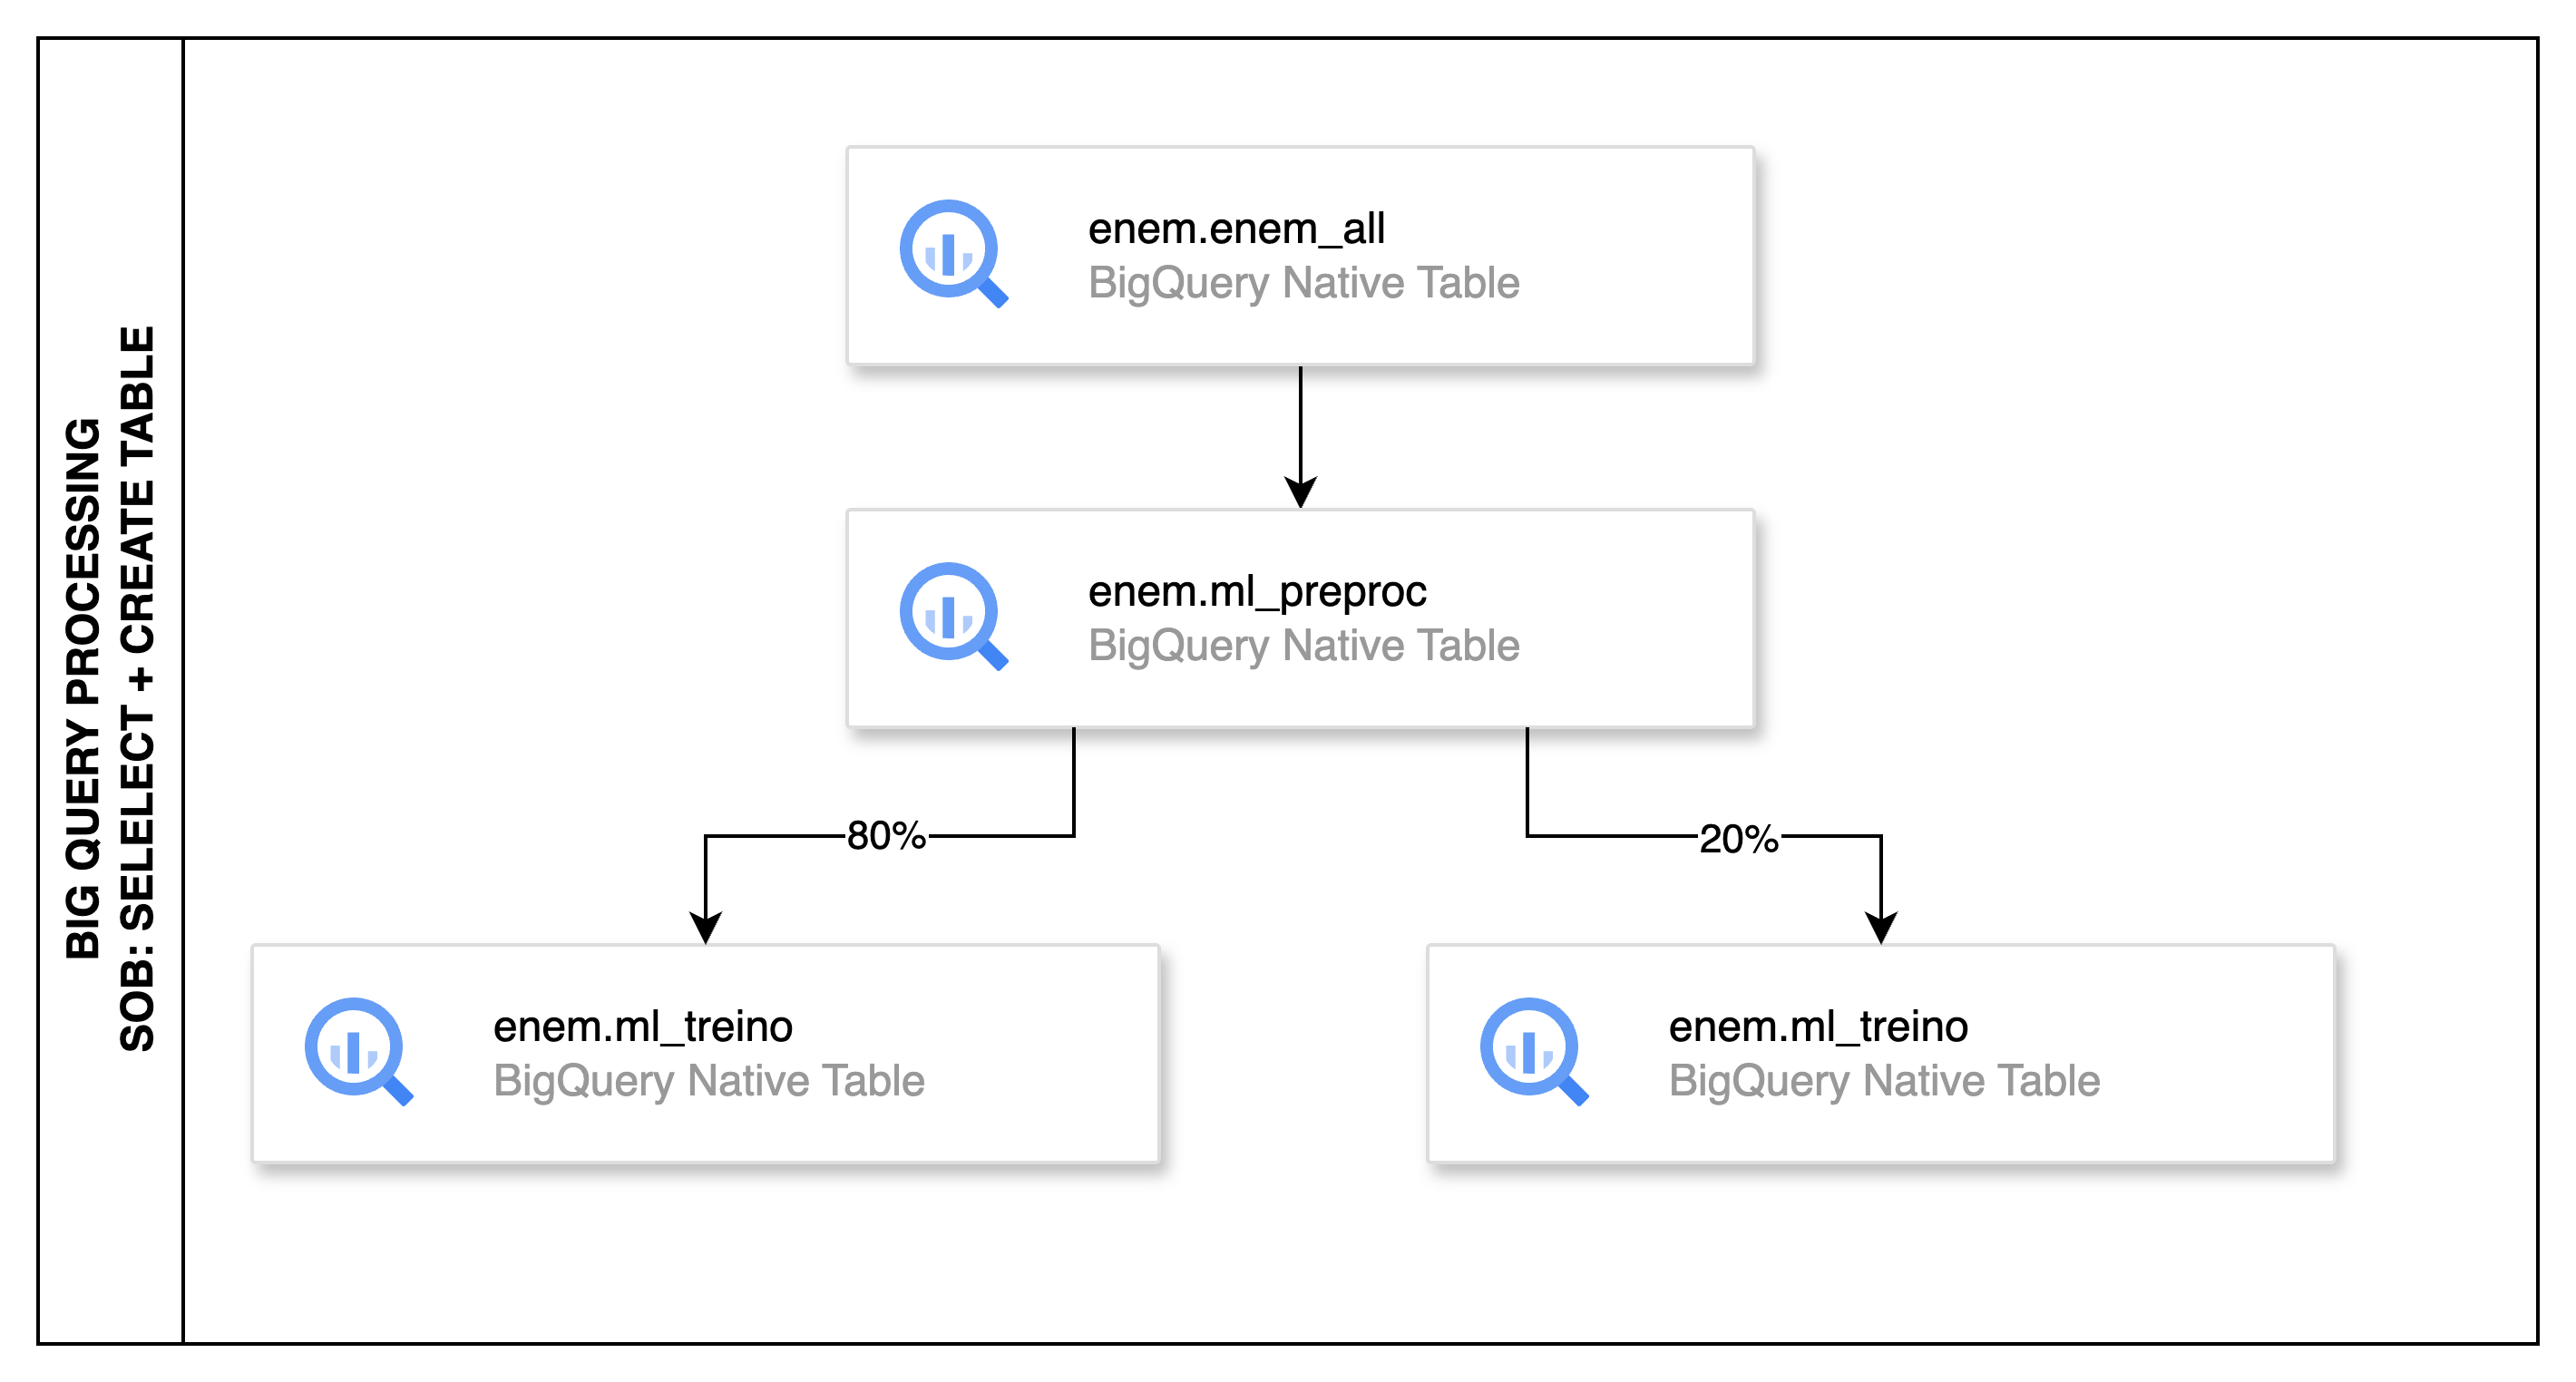 BIG QUERY PROCESSING
SOB: SELELECT + CREATE TABLE
enem.enem_all
BigQuery Native Table
enem.ml_preproc
BigQuery Native Table
80%
20%
enem.ml_treino
BigQuery Native Table
enem.ml_treino
BigQuery Native Table